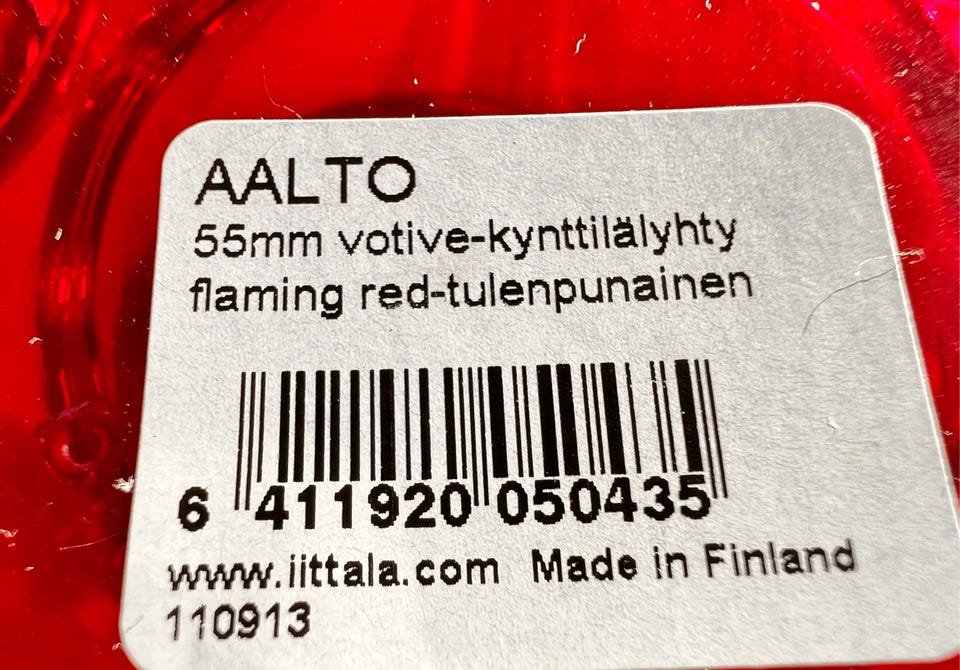 AALTO
55mm votive-kynttilälyhty
flaming red-tulenpunainen
6 411920 050435
www.iittala.com Made in Finland
110913